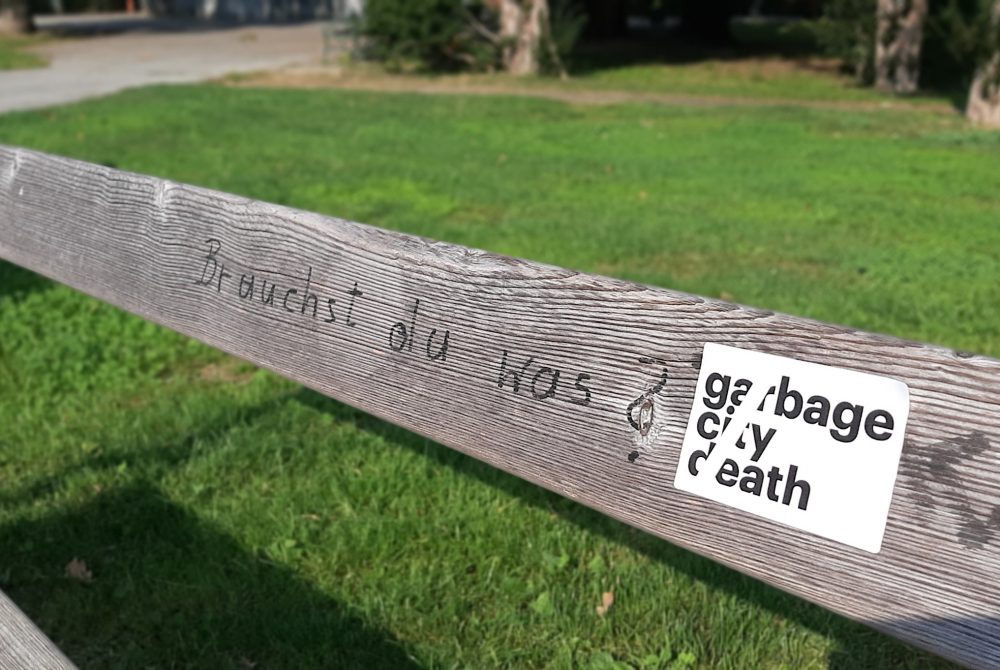 Brauchst du was ?
garbage
city
death